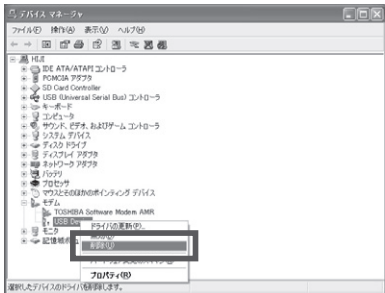 デバイス マネージャ
ファイル(F) 操作(A) 表示(V) ヘルプ(H)
IDE ATA/ATAPI コントローラ
PCMCIA アダプタ
SD Card Controller
USB (Universal Serial Bus) コントローラ
キーボード
コンピュータ
サウンド、ビデオ、およびゲーム コントローラ
システム デバイス
ディスク ドライブ
ディスプレイ アダプタ
ネットワーク アダプタ
バッテリ
プロセッサ
マウスとそのほかのポインティング デバイス
モデム
TOSHIBA Software Modem AMR
USB
ドライバの更新(P)...
モニタ
削除(U)
プロパティ(R)
選択したデバイスのドライバを削除します。